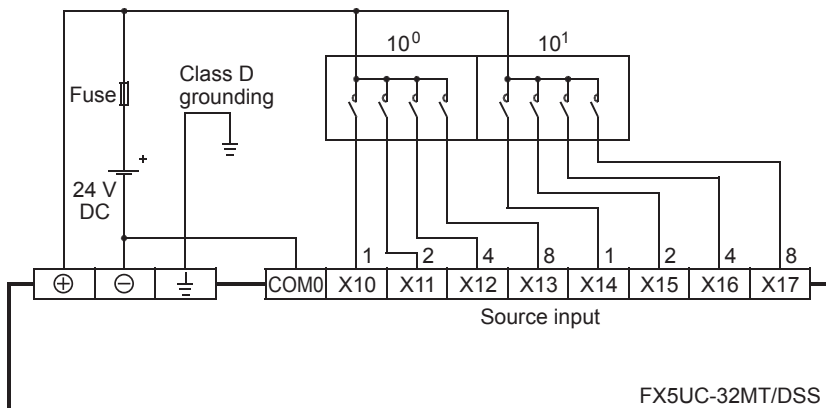 10⁰ 10¹
Class D
grounding
Fuse
+
24 V
DC
1 2 4 8 1 2 4 8
⊕ ⊖ COM0 X10 X11 X12 X13 X14 X15 X16 X17
Source input
FX5UC-32MT/DSS